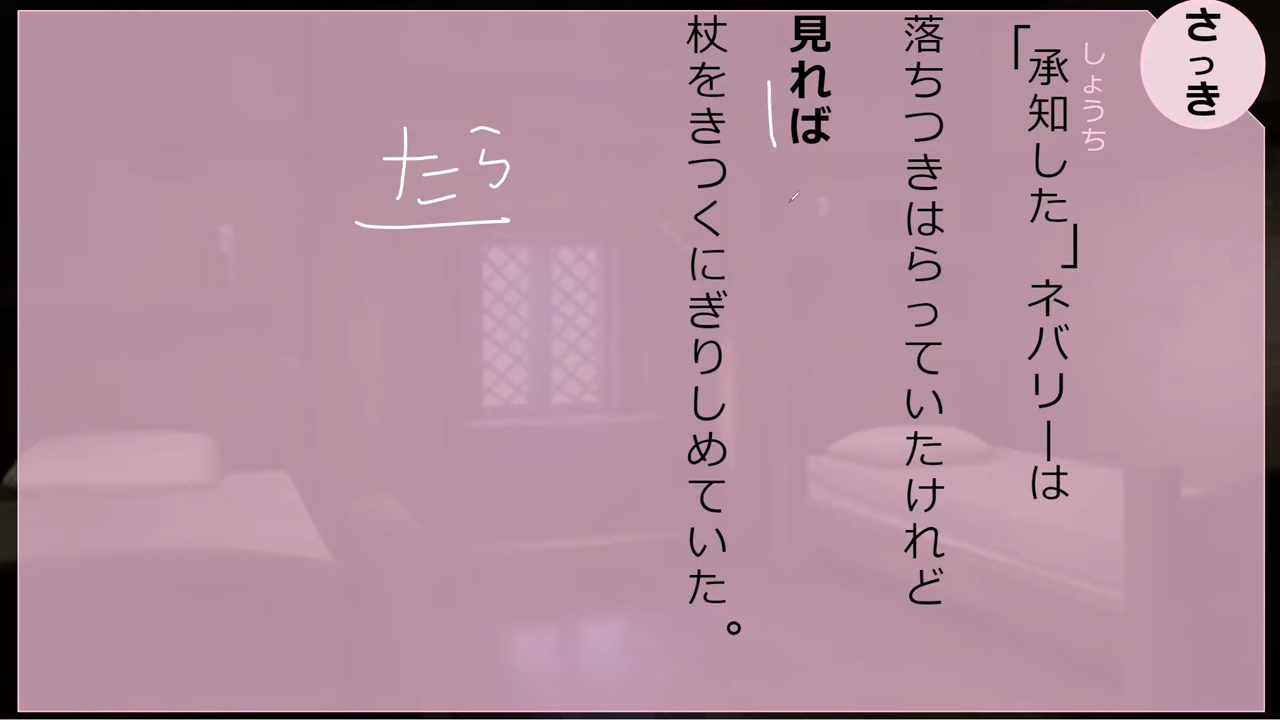 さっき
しょうち
「承知した」ネバリーは
落ちつきはらっていたけれど
見れば
杖をきつくにぎりしめていた。
たら